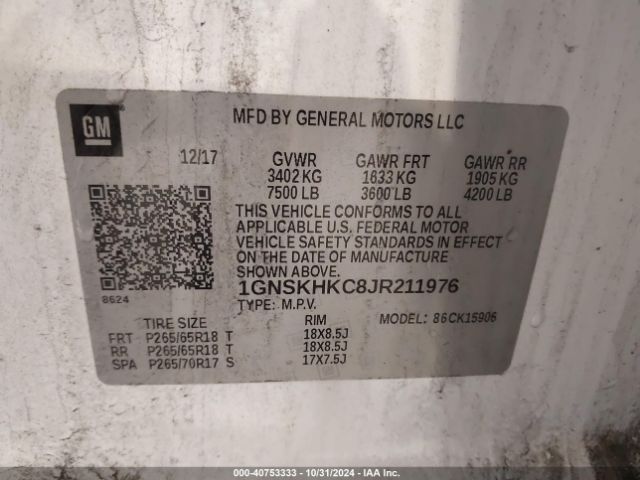 GM
MFD BY GENERAL MOTORS LLC
12/17 GVWR GAWR FRT GAWR RR
3402 KG 1633 KG 1905 KG
7500 LB 3600 LB 4200 LB
THIS VEHICLE CONFORMS TO ALL
APPLICABLE U.S. FEDERAL MOTOR
VEHICLE SAFETY STANDARDS IN EFFECT
ON THE DATE OF MANUFACTURE
SHOWN ABOVE.
8624
1GNSKHKC8JR211976
TYPE: M.P.V. MODEL: 86CK15906
TIRE SIZE RIM
FRT P265/65R18 T 18X8.5J
RR P265/65R18 T 18X8.5J
SPA P265/70R17 S 17X7.5J
000-40753333 - 10/31/2024 - IAAI.COM